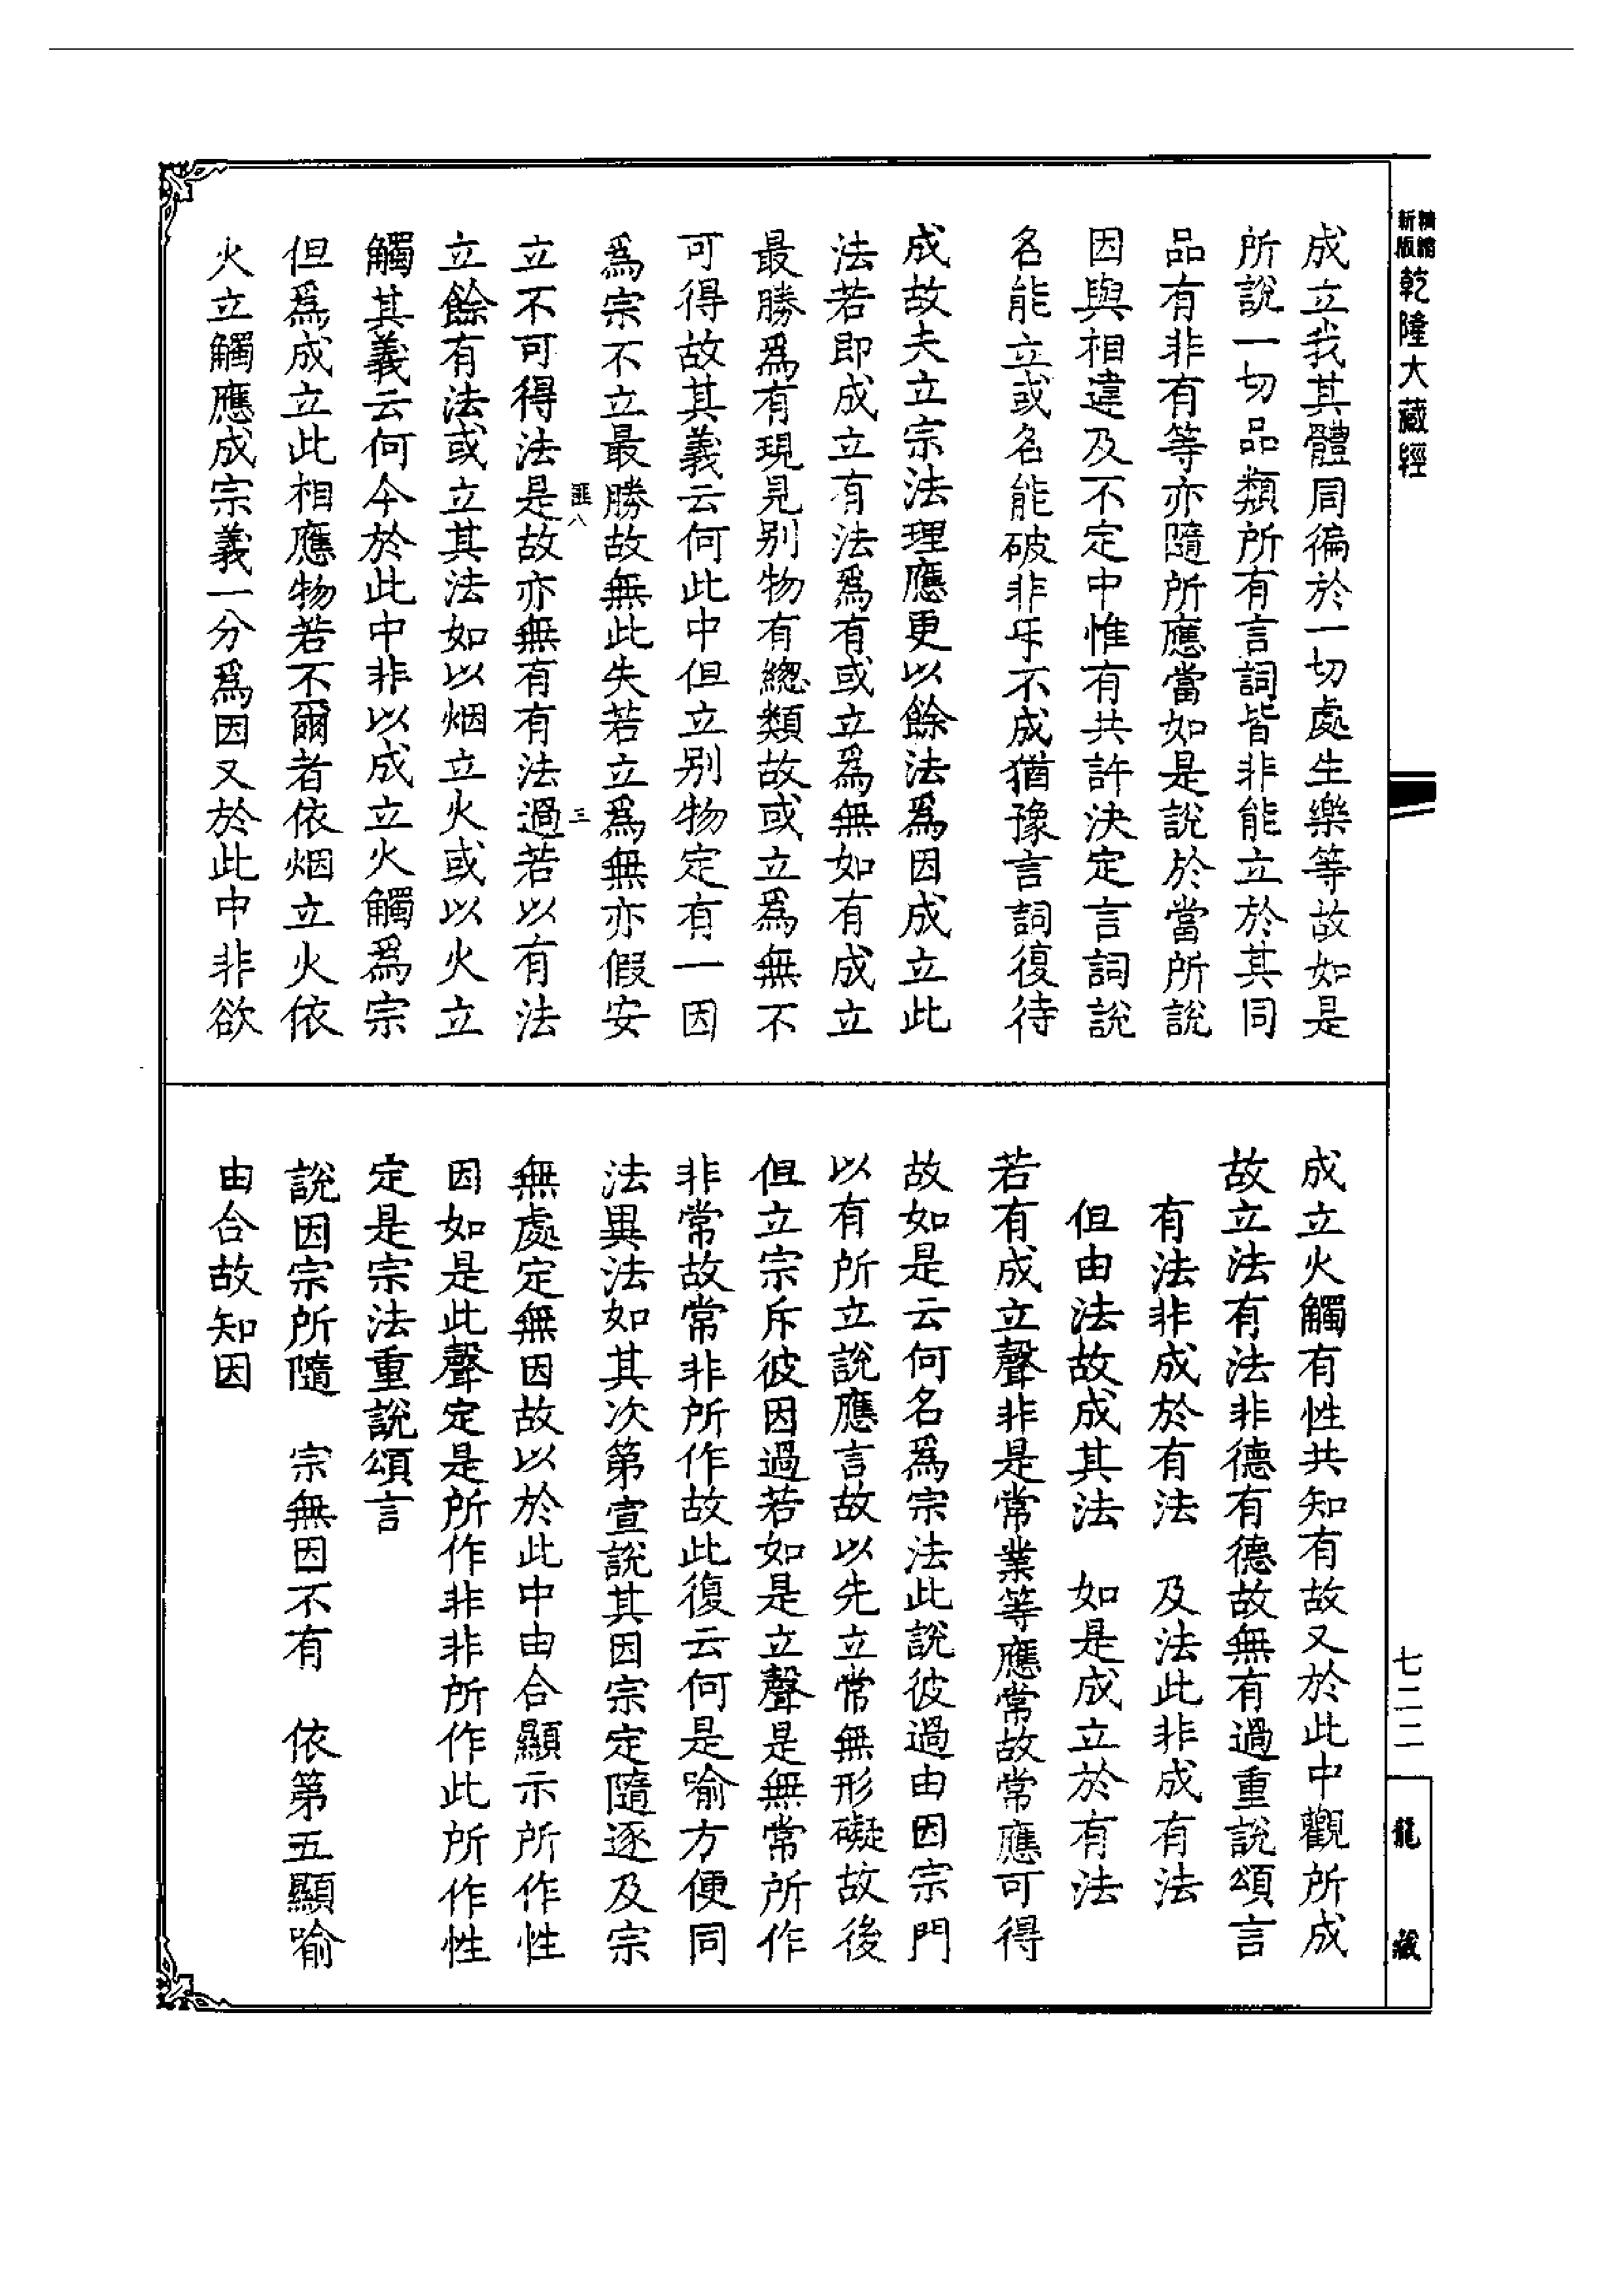 新版
精縮
乾隆大藏經
成立我其體同徧於一切處生樂等故如是
所說一切品類所有言詞皆非能立於其同
品有非有等亦隨所應當如是說於當所說
因與相違及不定中惟有共許決定言詞說
名能立或名能破非互不成猶豫言詞復待
成故夫立宗法理應更以餘法爲因成立此
法若即成立有法爲有或立爲無如有成立
最勝爲有現見別物有總類故或立爲無不
可得故其義云何此中但立別物定有一因
爲宗不立最勝故無此失若立爲無亦假安
匪八 三
立不可得法是故亦無有有法過若以有法
立餘有法或立其法如以烟立火或以火立
觸其義云何今於此中非以成立火觸爲宗
但爲成立此相應物若不爾者依烟立火依
火立觸應成宗義一分爲因又於此中非欲
成立火觸有性共知有故又於此中觀所成
故立法有法非德有德故無有過重說頌言
有法非成於有法　及法此非成有法
但由法故成其法　如是成立於有法
若有成立聲非是常業等應常故常應可得
故如是云何名爲宗法此說彼過由因宗門
以有所立說應言故以先立常無形礙故後
但立宗斥彼因過若如是立聲是無常所作
非常故常非所作故此復云何是喻方便同
法異法如其次第宣說其因宗定隨逐及宗
無處定無因故以於此中由合顯示所作性
因如是此聲定是所作非非所作此所作性
定是宗法重說頌言
說因宗所隨　宗無因不有　依第五顯喻
由合故知因
七二二
龍藏